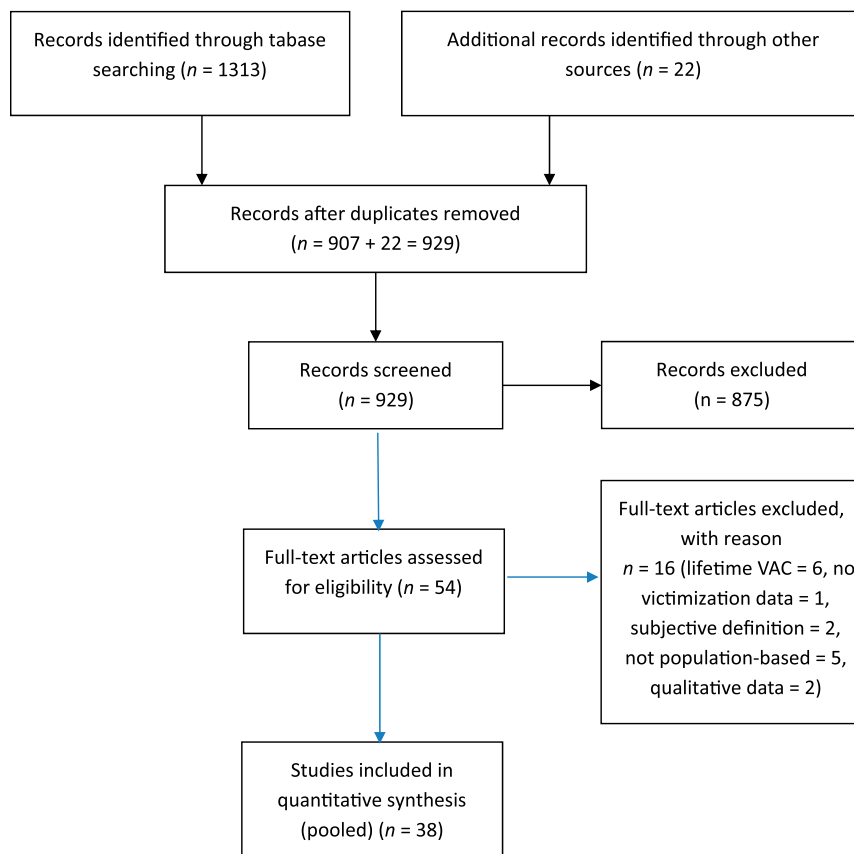 Records identified through tabase
searching (n = 1313)
Additional records identified through other
sources (n = 22)
Records after duplicates removed
(n = 907 + 22 = 929)
Records screened
(n = 929)
Records excluded
(n = 875)
Full-text articles assessed
for eligibility (n = 54)
Full-text articles excluded,
with reason
n = 16 (lifetime VAC = 6, no
victimization data = 1,
subjective definition = 2,
not population-based = 5,
qualitative data = 2)
Studies included in
quantitative synthesis
(pooled) (n = 38)